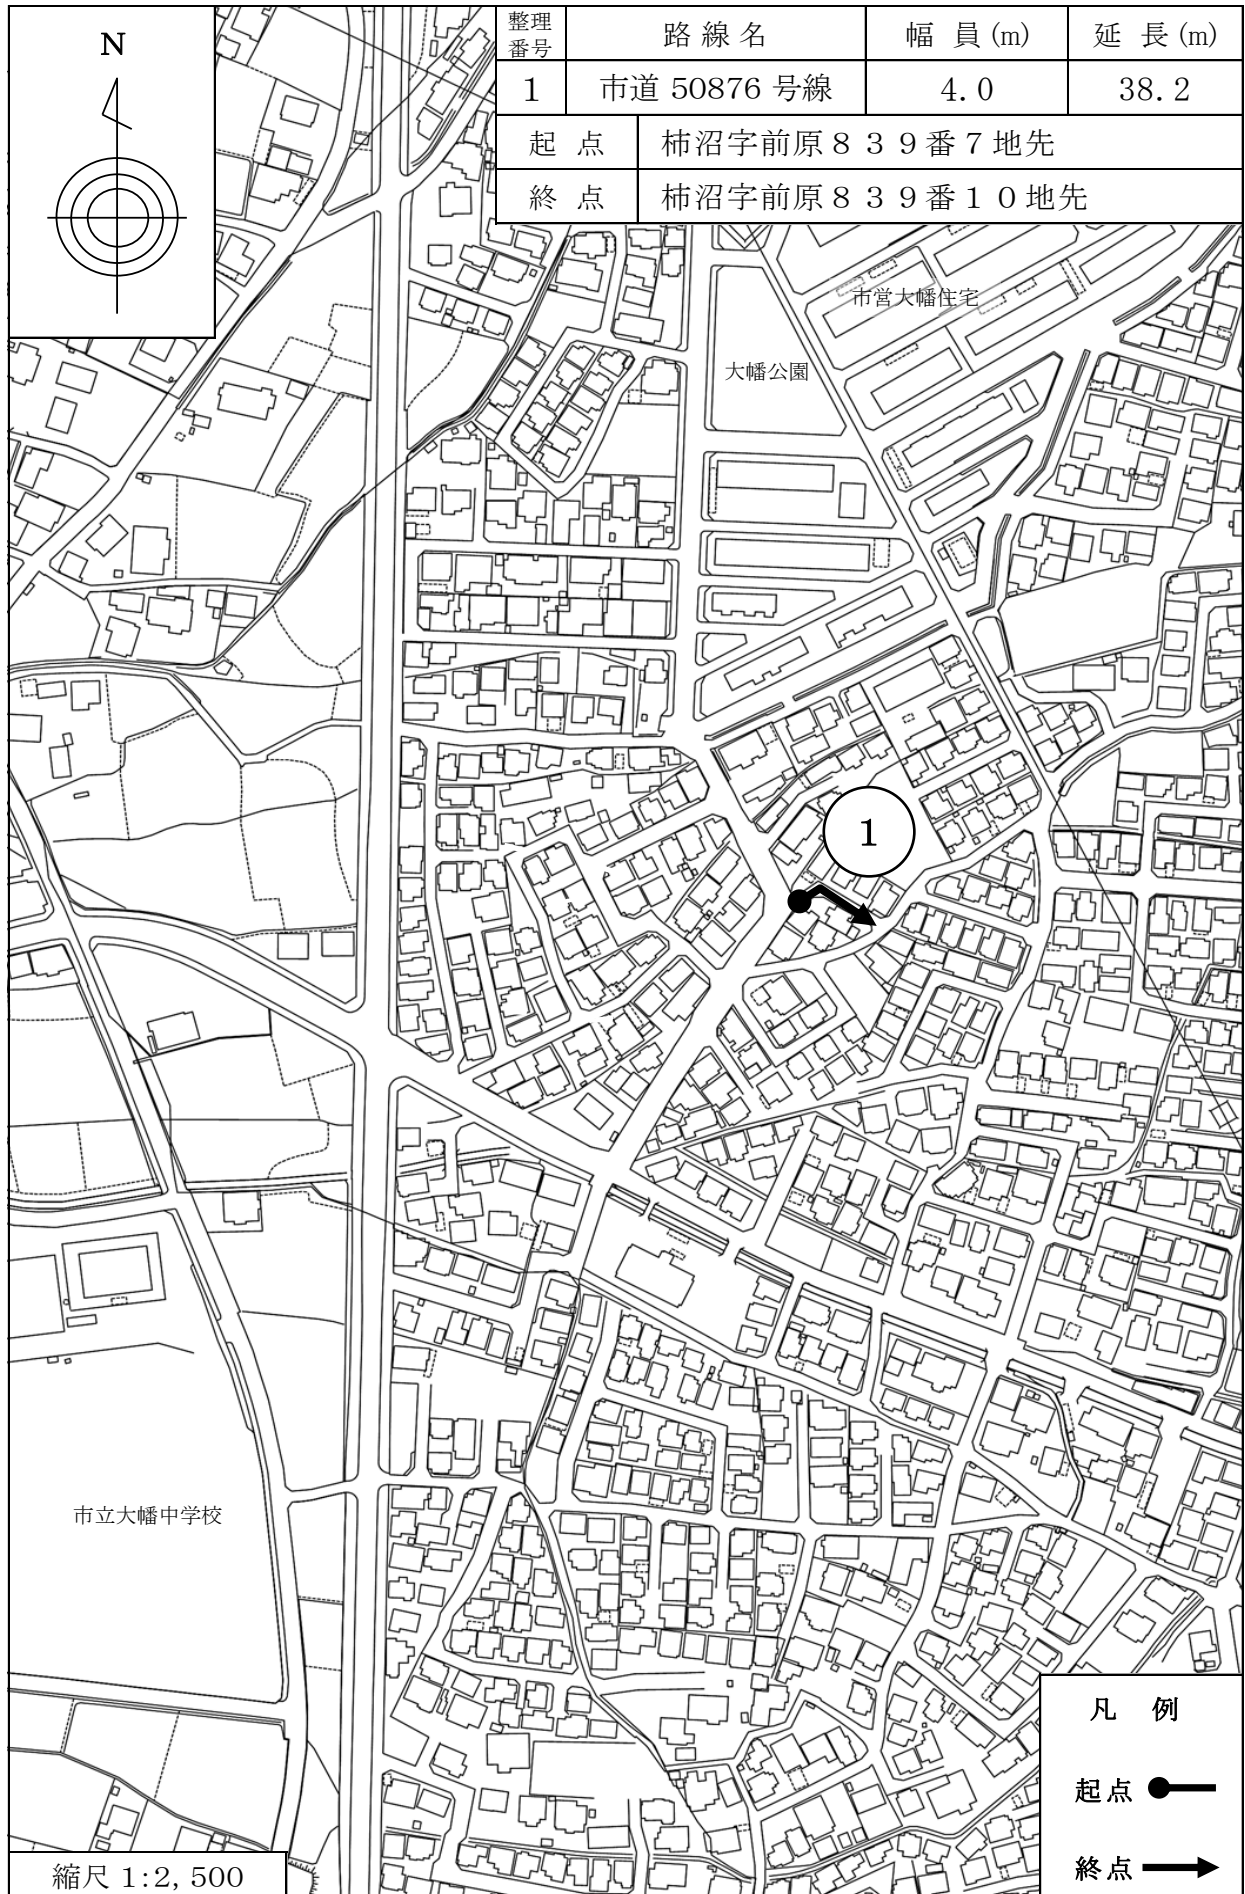 N
整理番号 路線名 幅員(m) 延長(m)
1 市道 50876 号線 4.0 38.2
起点 柿沼字前原８３９番７地先
終点 柿沼字前原８３９番１０地先
市営大幡住宅
大幡公園
1
市立大幡中学校
凡例
起点
終点
縮尺 1:2,500